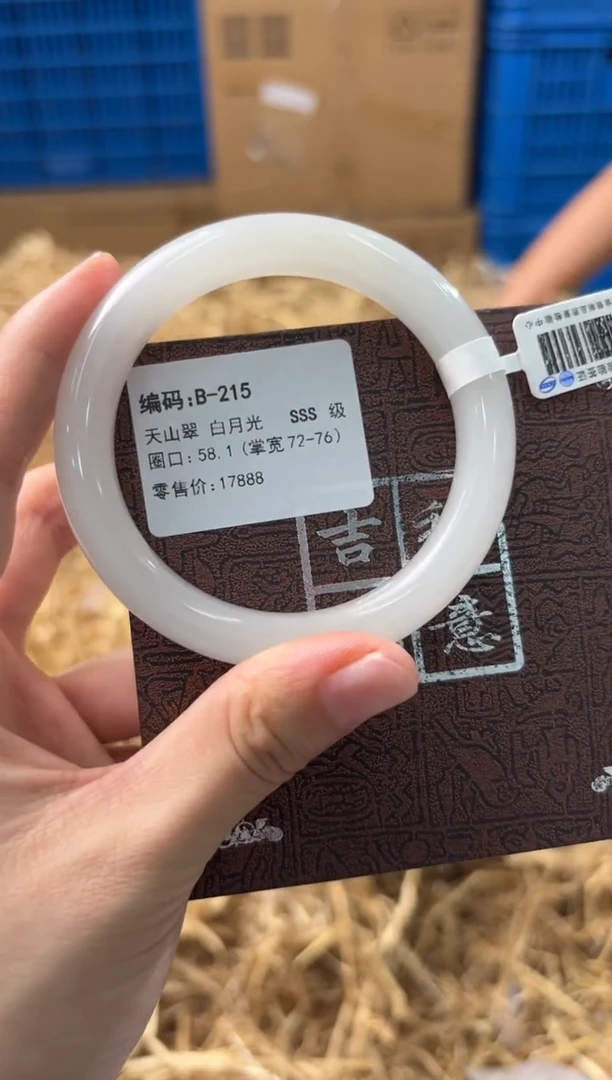 编码:B-215
天山翠 白月光 SSS 级
圈口:58.1(掌宽72-76)
零售价:17888
吉
意